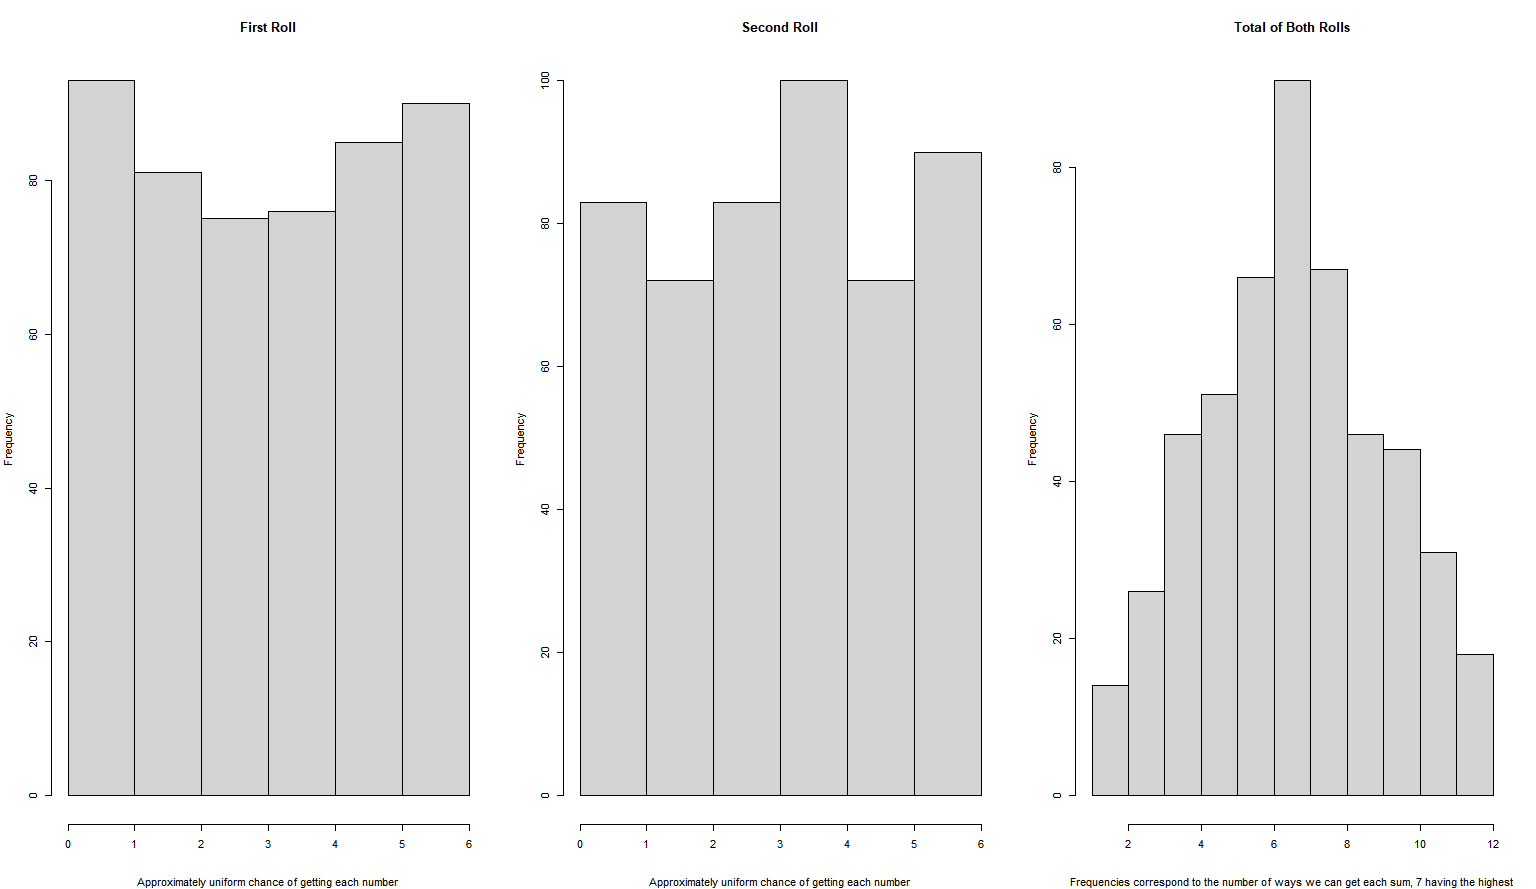 First Roll
Second Roll
Total of Both Rolls
Frequency
0
20
40
60
80
0 1 2 3 4 5 6
Approximately uniform chance of getting each number
Frequency
0
20
40
60
80
100
0 1 2 3 4 5 6
Approximately uniform chance of getting each number
Frequency
0
20
40
60
80
2 4 6 8 10 12
Frequencies correspond to the number of ways we can get each sum, 7 having the highest